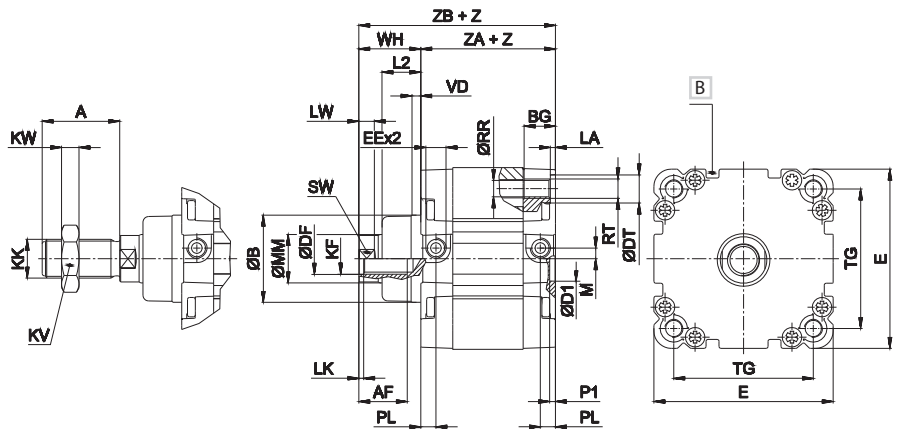 ZB + Z
WH
ZA + Z
L2
VD
B
A
LW
BG
LA
KW
EEx2
ØRR
SW
KK
ØB
ØMM
ØDF
KF
RT
ØDT
TG
E
ØD1
M
KV
LK
AF
P1
TG
PL
PL
E